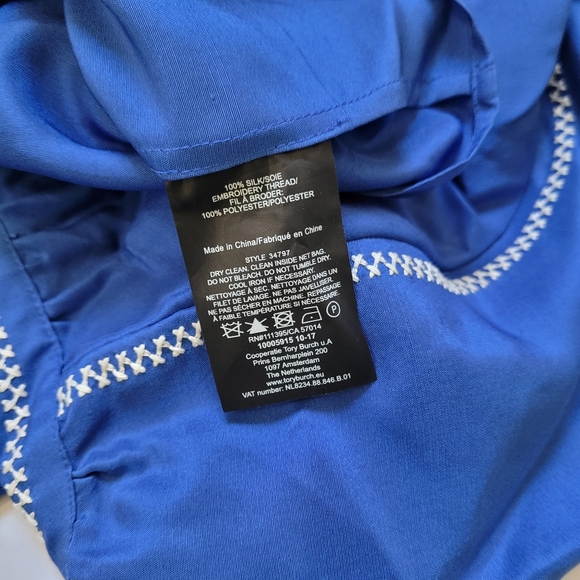 100% SILK/SOIE
EMBROIDERY THREAD/
FIL À BRODER:
100% POLYESTER/POLYESTER
Made in China/Fabriqué en Chine
STYLE 34797
DRY CLEAN. CLEAN INSIDE NET BAG.
DO NOT BLEACH. DO NOT TUMBLE DRY.
COOL IRON IF NECESSARY.
NETTOYAGE À SEC. NETTOYER DANS UN
FILET DE LAVAGE. NE PAS JAVELLISER.
NE PAS SÉCHER EN MACHINE. REPASSAGE
À FAIBLE TEMPÉRATURE SI NÉCESSAIRE.
RN#111395/CA 57014
10005915 10-17
Cooperatie Tory Burch u.A
Prins Bernharplein 200
1097 Amsterdam
The Netherlands
www.toryburch.eu
VAT number: NL8234.88.846.B.01